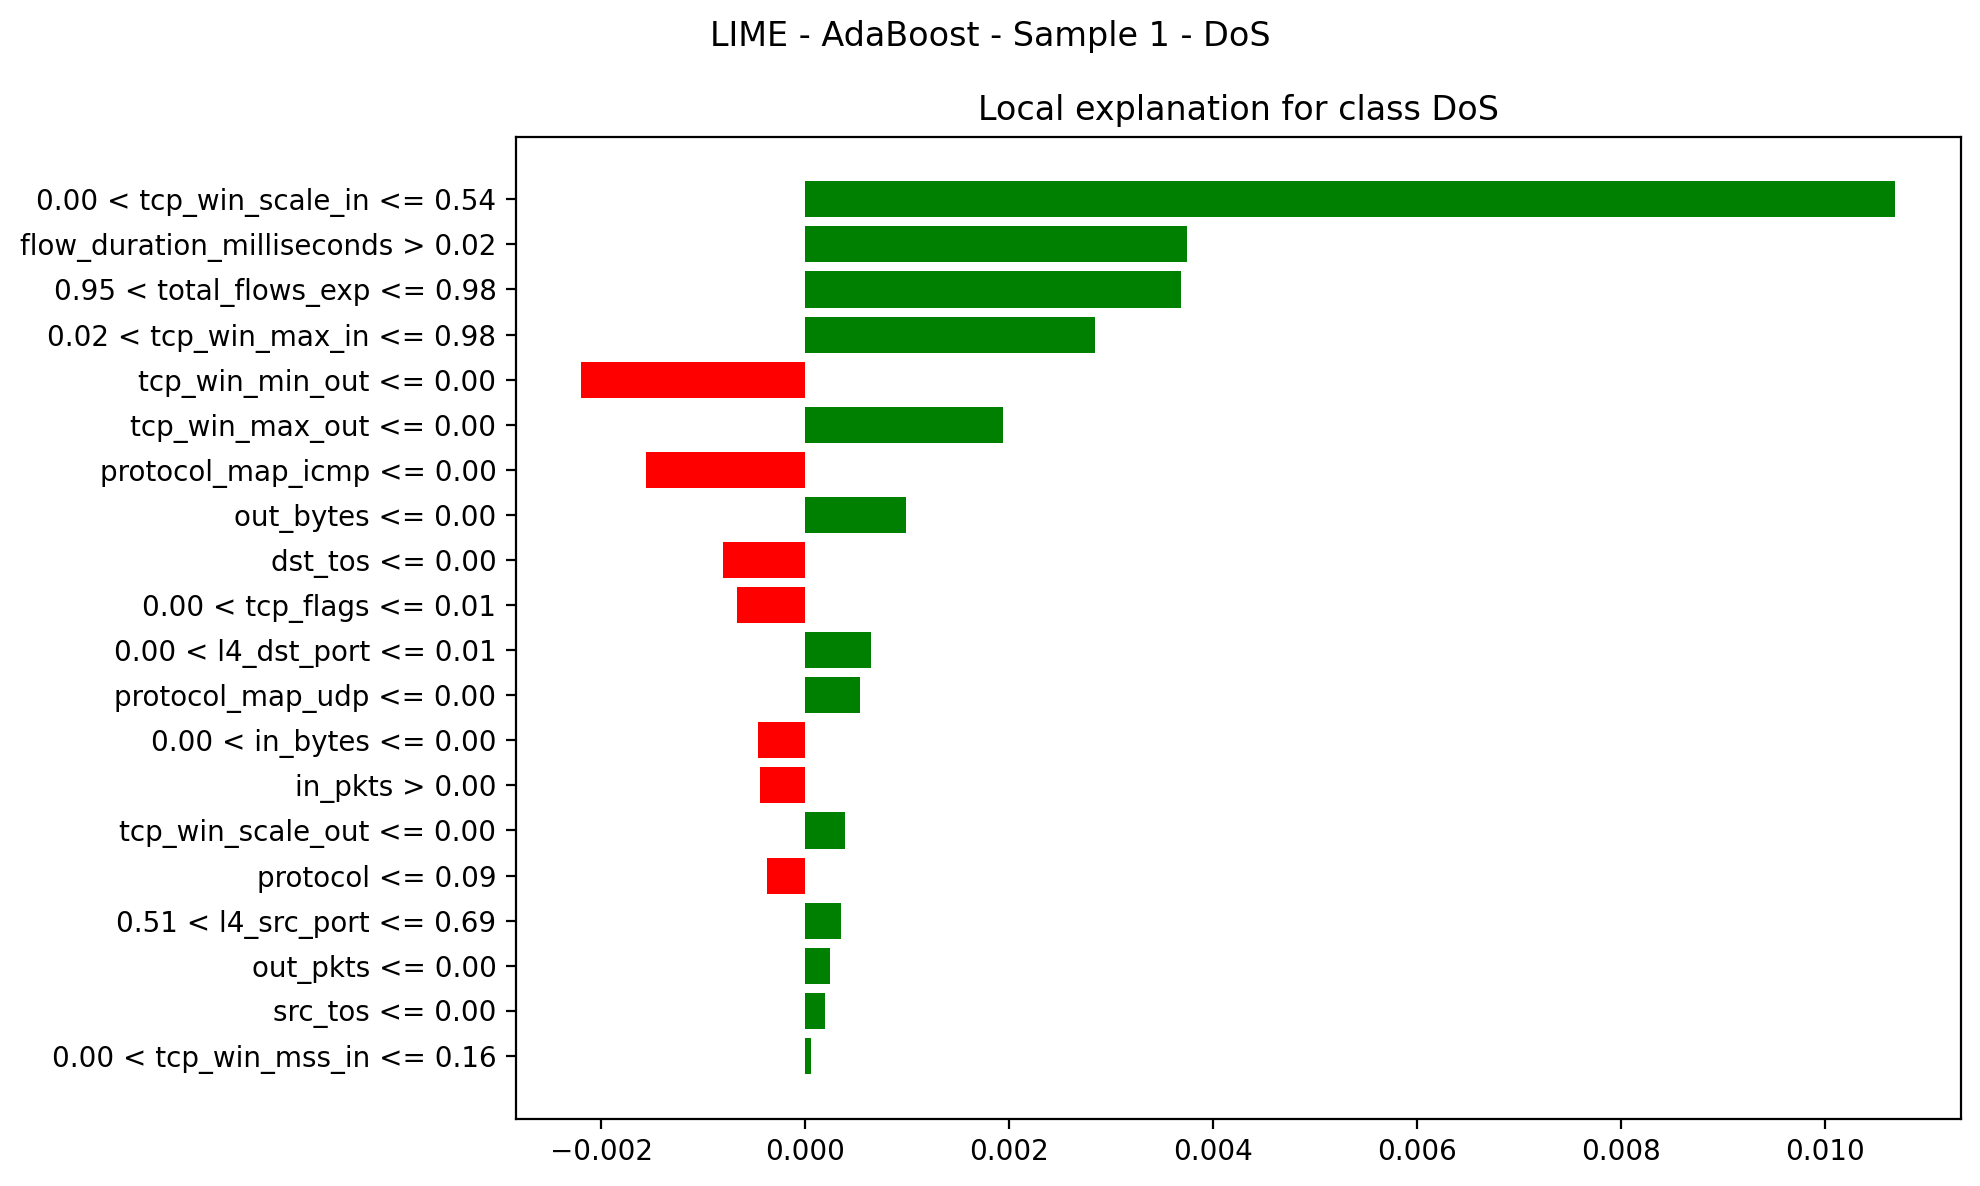 LIME - AdaBoost - Sample 1 - DoS
Local explanation for class DoS
0.00 < tcp_win_scale_in <= 0.54
flow_duration_milliseconds > 0.02
0.95 < total_flows_exp <= 0.98
0.02 < tcp_win_max_in <= 0.98
tcp_win_min_out <= 0.00
tcp_win_max_out <= 0.00
protocol_map_icmp <= 0.00
out_bytes <= 0.00
dst_tos <= 0.00
0.00 < tcp_flags <= 0.01
0.00 < l4_dst_port <= 0.01
protocol_map_udp <= 0.00
0.00 < in_bytes <= 0.00
in_pkts > 0.00
tcp_win_scale_out <= 0.00
protocol <= 0.09
0.51 < l4_src_port <= 0.69
out_pkts <= 0.00
src_tos <= 0.00
0.00 < tcp_win_mss_in <= 0.16
−0.002 0.000 0.002 0.004 0.006 0.008 0.010